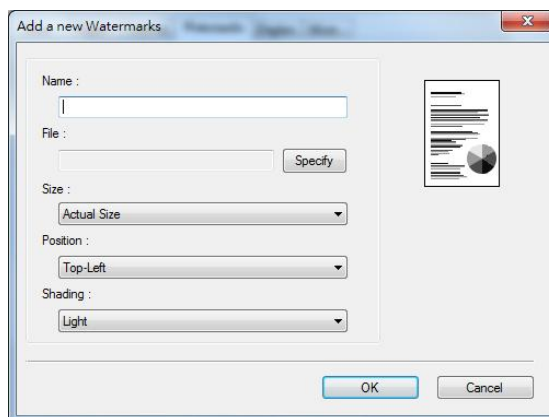 Add a new Watermarks
Name :
File :
Specify
Size :
Actual Size
Position :
Top-Left
Shading :
Light
OK
Cancel